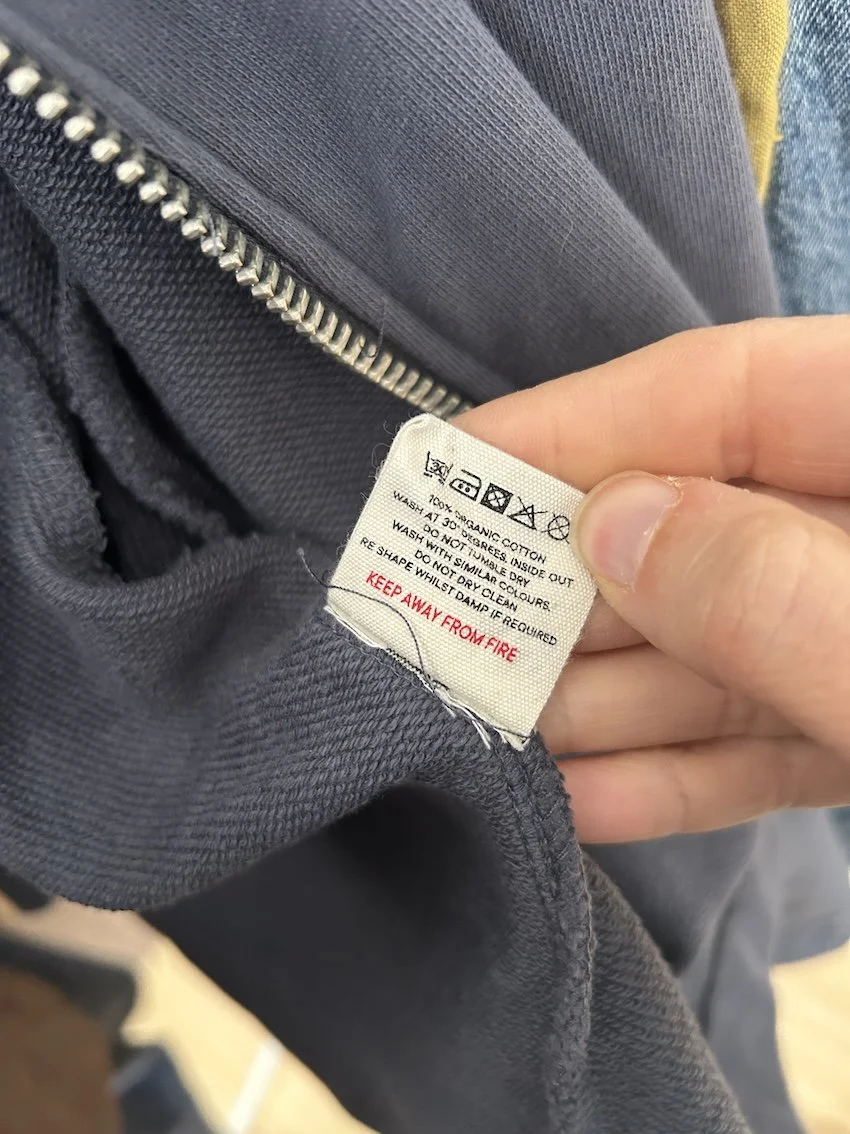 100% ORGANIC COTTON
WASH AT 30° DEGREES, INSIDE OUT
DO NOT TUMBLE DRY
WASH WITH SIMILAR COLOURS,
DO NOT DRY CLEAN
RE SHAPE WHILST DAMP IF REQUIRED
KEEP AWAY FROM FIRE